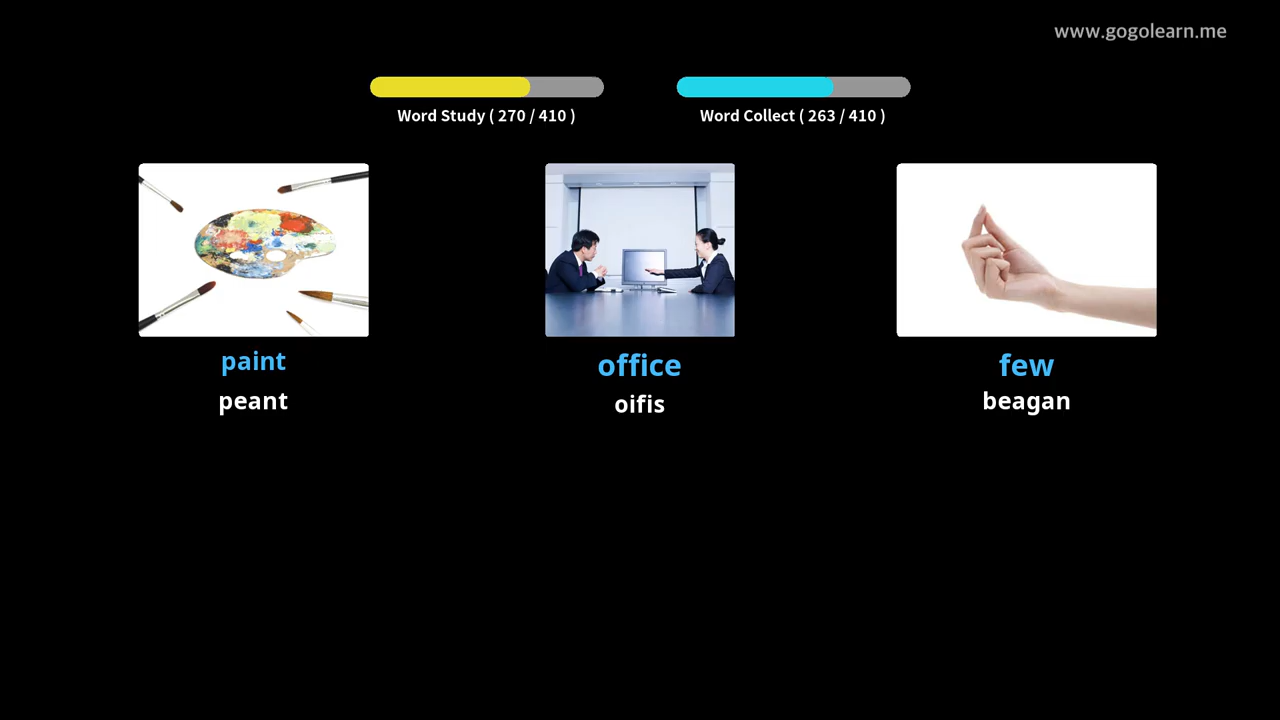 www.gogolearn.me
Word Study ( 270 / 410 )
Word Collect ( 263 / 410 )
paint
peant
office
oifis
few
beagan